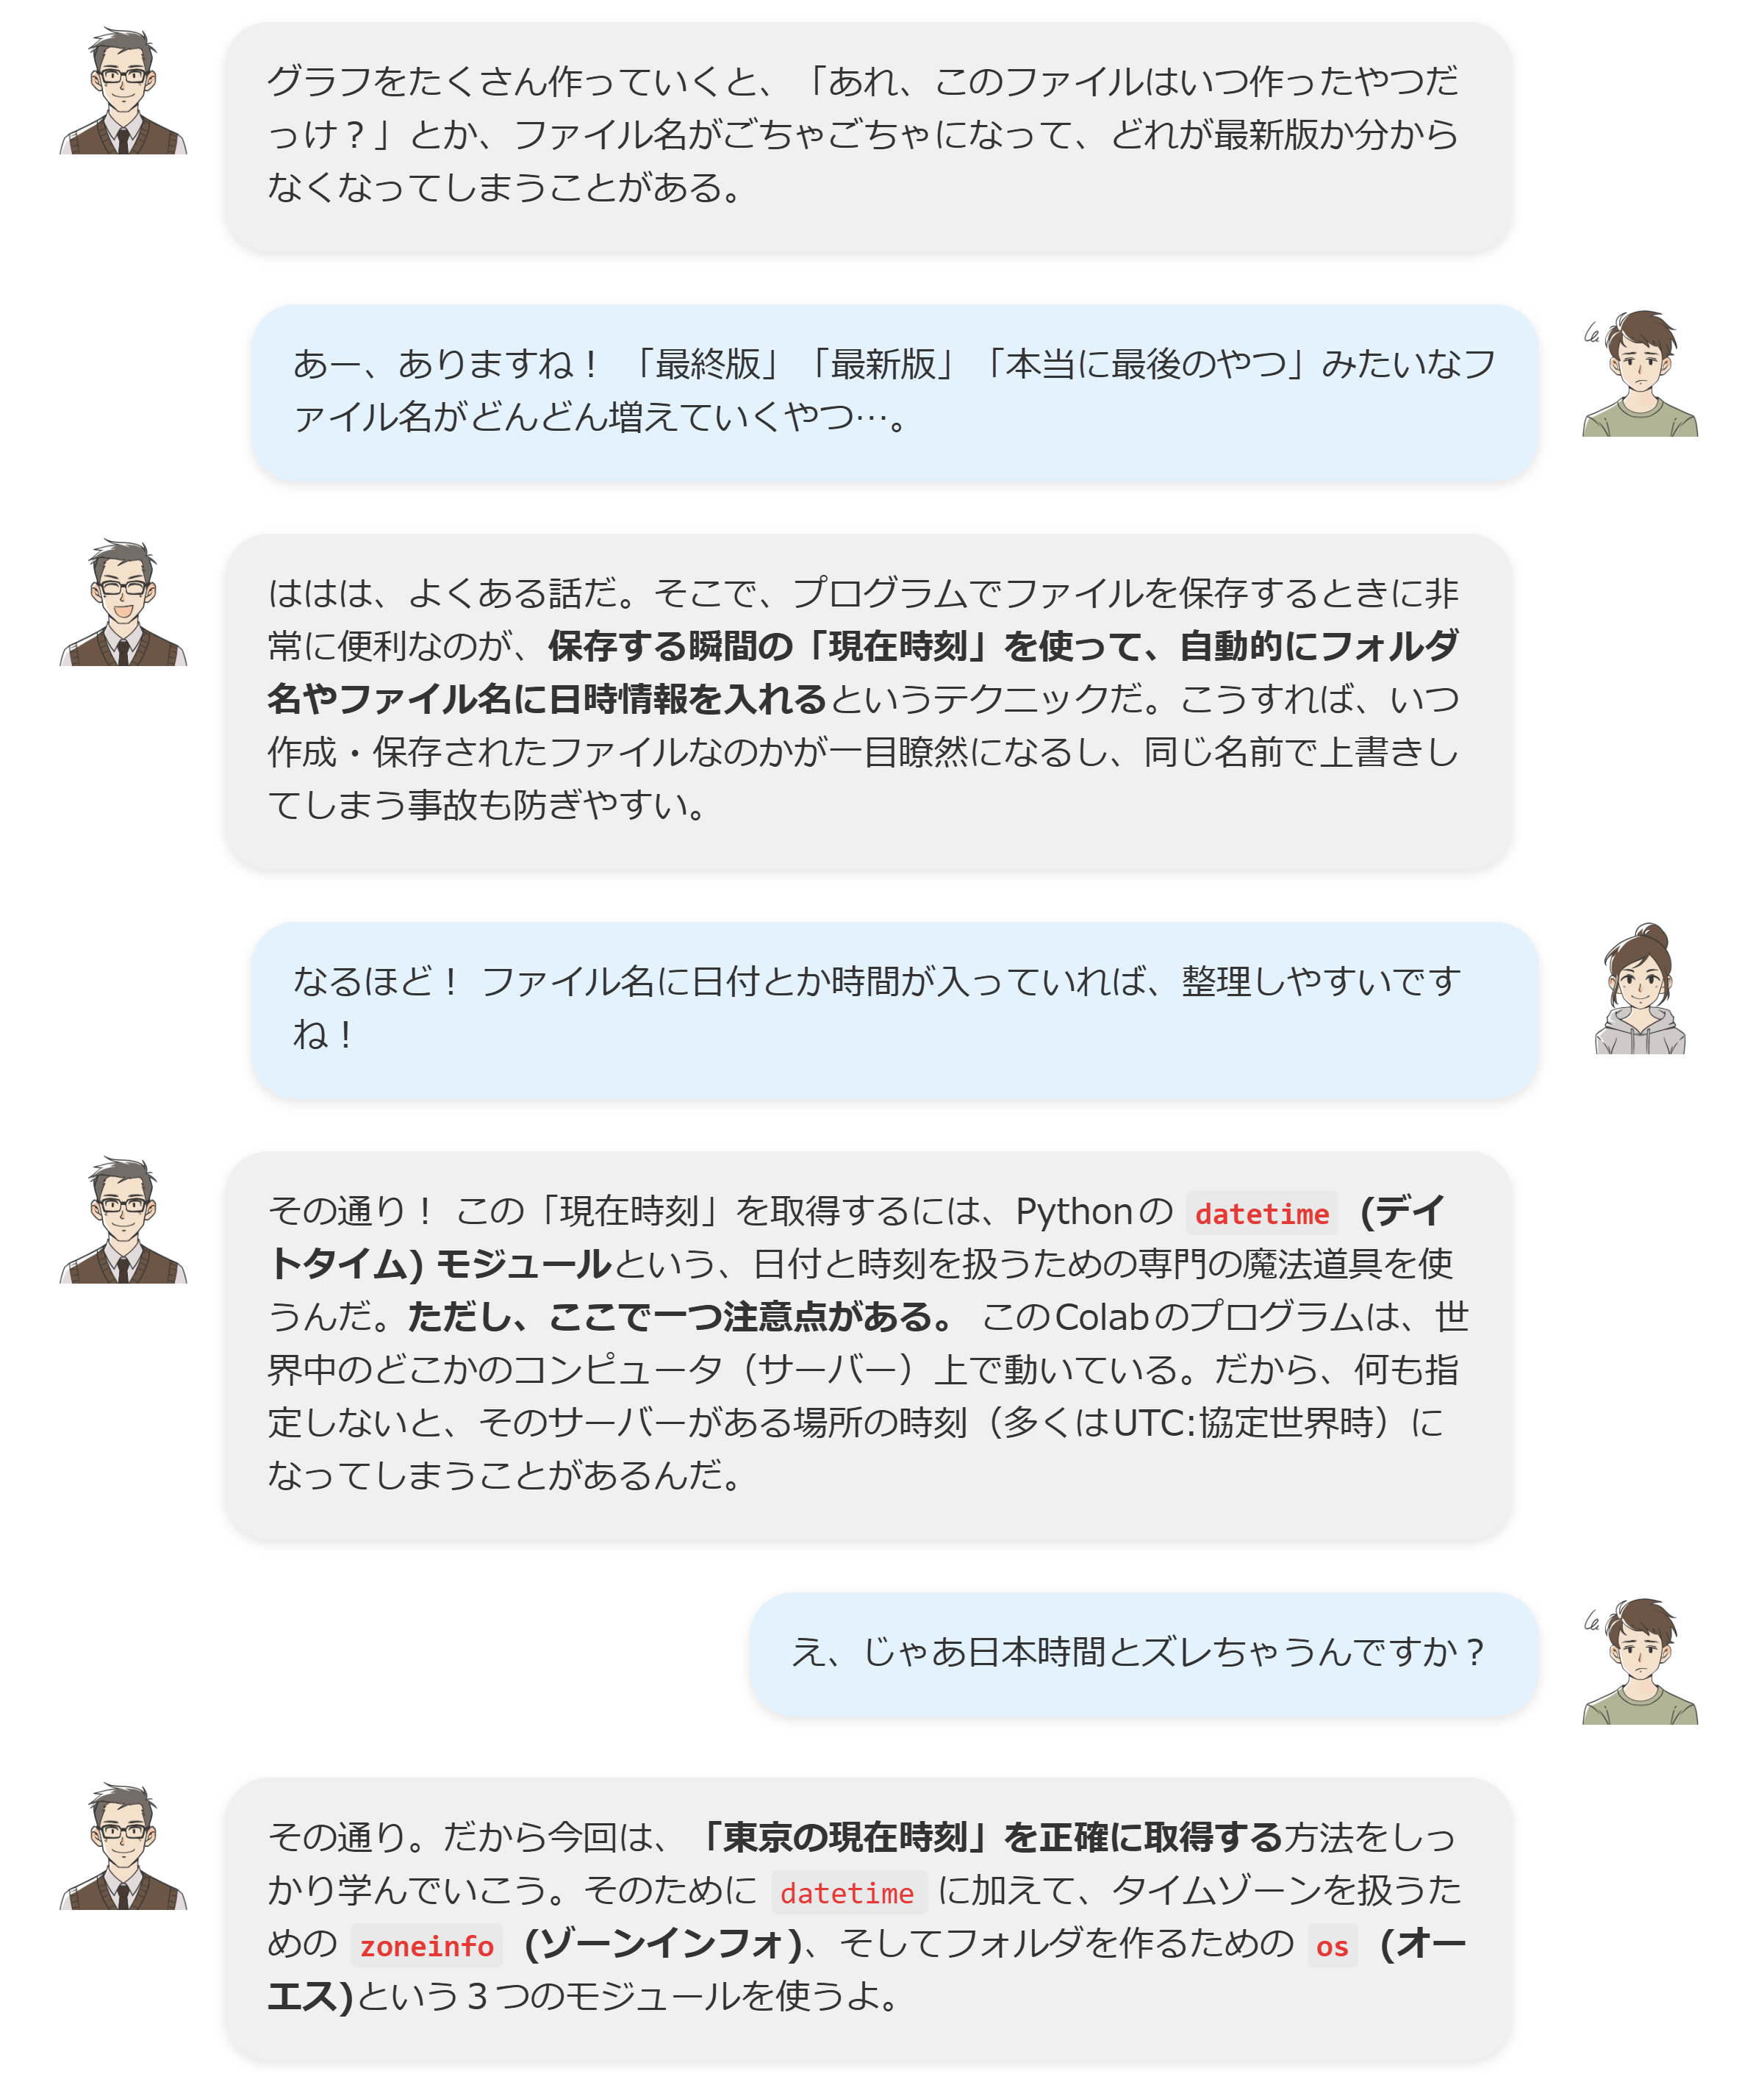 グラフをたくさん作っていくと、「あれ、このファイルはいつ作ったやつだ
っけ？」とか、ファイル名がごちゃごちゃになって、どれが最新版か分から
なくなってしまうことがある。
あー、ありますね！ 「最終版」「最新版」「本当に最後のやつ」みたいなフ
ァイル名がどんどん増えていくやつ…。
ははは、よくある話だ。そこで、プログラムでファイルを保存するときに非
常に便利なのが、保存する瞬間の「現在時刻」を使って、自動的にフォルダ
名やファイル名に日時情報を入れるというテクニックだ。こうすれば、いつ
作成・保存されたファイルなのかが一目瞭然になるし、同じ名前で上書きし
てしまう事故も防ぎやすい。
なるほど！ ファイル名に日付とか時間が入っていれば、整理しやすいです
ね！
その通り！ この「現在時刻」を取得するには、Pythonの datetime (デイ
トタイム) モジュールという、日付と時刻を扱うための専門の魔法道具を使
うんだ。ただし、ここで一つ注意点がある。 このColabのプログラムは、世
界中のどこかのコンピュータ（サーバー）上で動いている。だから、何も指
定しないと、そのサーバーがある場所の時刻（多くはUTC:協定世界時）に
なってしまうことがあるんだ。
え、じゃあ日本時間とズレちゃうんですか？
その通り。だから今回は、「東京の現在時刻」を正確に取得する方法をしっ
かり学んでいこう。そのために datetime に加えて、タイムゾーンを扱うた
めの zoneinfo (ゾーンインフォ)、そしてフォルダを作るための os (オー
エス)という３つのモジュールを使うよ。